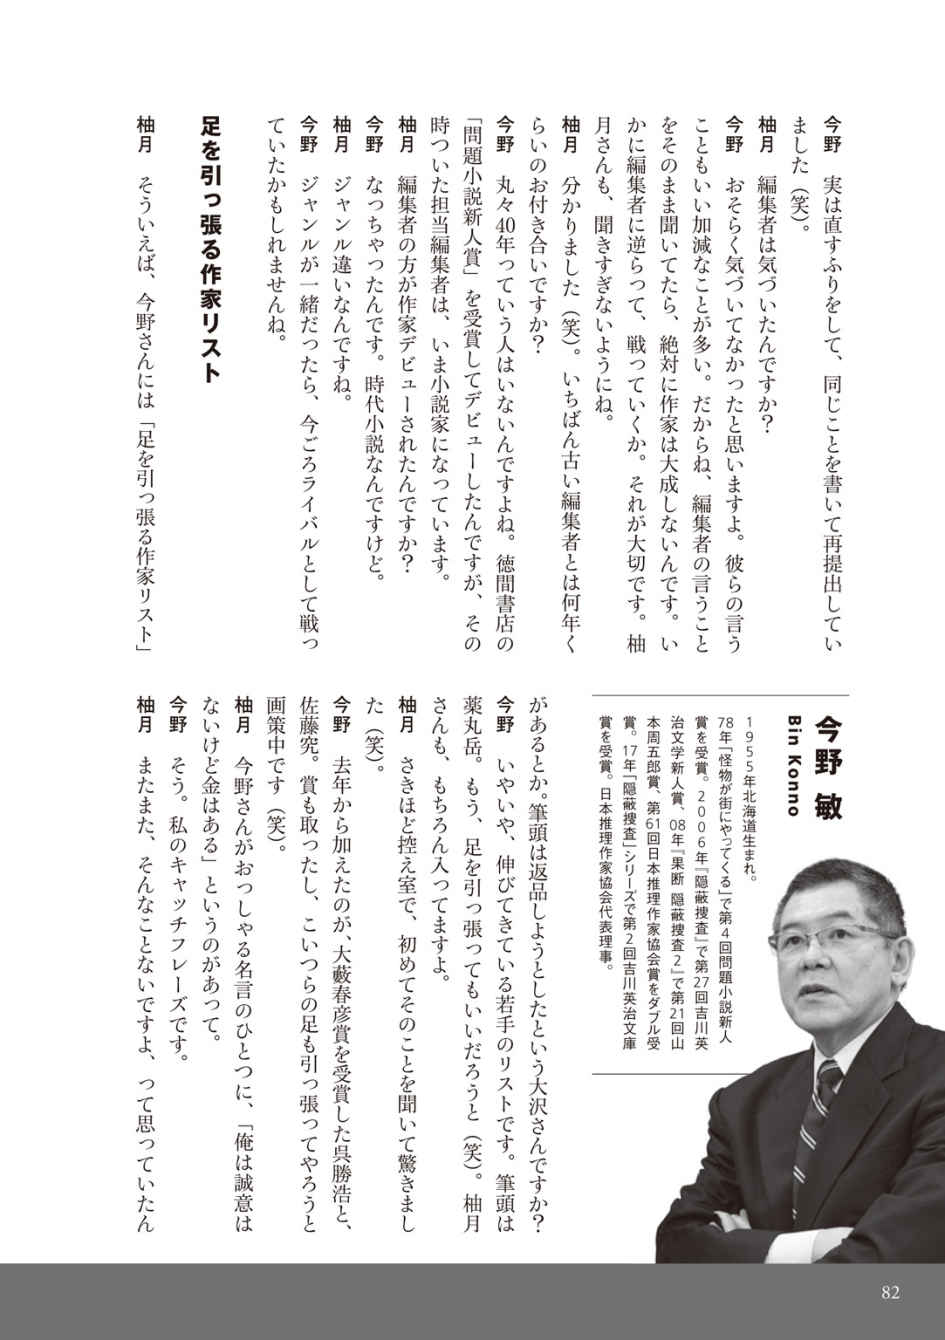 今野　実は直すふりをして、同じことを書いて再提出してい
ました（笑）。
柚月　編集者は気づいたんですか？
今野　おそらく気づいてなかったと思いますよ。彼らの言う
こともいい加減なことが多い。だからね、編集者の言うこと
をそのまま聞いてたら、絶対に作家は大成しないんです。い
かに編集者に逆らって、戦っていくか。それが大切です。柚
月さんも、聞きすぎないようにね。
柚月　分かりました（笑）。いちばん古い編集者とは何年く
らいのお付き合いですか？
今野　丸々40年っていう人はいないんですよね。徳間書店の
「問題小説新人賞」を受賞してデビューしたんですが、その
時ついた担当編集者は、いま小説家になっています。
柚月　編集者の方が作家デビューされたんですか？
今野　なっちゃったんです。時代小説なんですけど。
柚月　ジャンル違いなんですね。
今野　ジャンルが一緒だったら、今ごろライバルとして戦っ
ていたかもしれませんね。
足を引っ張る作家リスト
柚月　そういえば、今野さんには「足を引っ張る作家リスト」
今野 敏
Bin Konno
1955年北海道生まれ。
78年「怪物が街にやってくる」で第4回問題小説新人
賞を受賞。2006年『隠蔽捜査』で第27回吉川英
治文学新人賞、08年『果断 隠蔽捜査2』で第21回山
本周五郎賞、第61回日本推理作家協会賞をダブル受
賞。17年「隠蔽捜査」シリーズで第2回吉川英治文庫
賞を受賞。日本推理作家協会代表理事。
があるとか。筆頭は返品しようとしたという大沢さんですか？
今野　いやいや、伸びてきている若手のリストです。筆頭は
薬丸岳。もう、足を引っ張ってもいいだろうと（笑）。柚月
さんも、もちろん入ってますよ。
柚月　さきほど控え室で、初めてそのことを聞いて驚きまし
た（笑）。
今野　去年から加えたのが、大藪春彦賞を受賞した呉勝浩と、
佐藤究。賞も取ったし、こいつらの足も引っ張ってやろうと
画策中です（笑）。
柚月　今野さんがおっしゃる名言のひとつに、「俺は誠意は
ないけど金はある」というのがあって。
今野　そう。私のキャッチフレーズです。
柚月　またまた、そんなことないですよ、って思っていたん
82